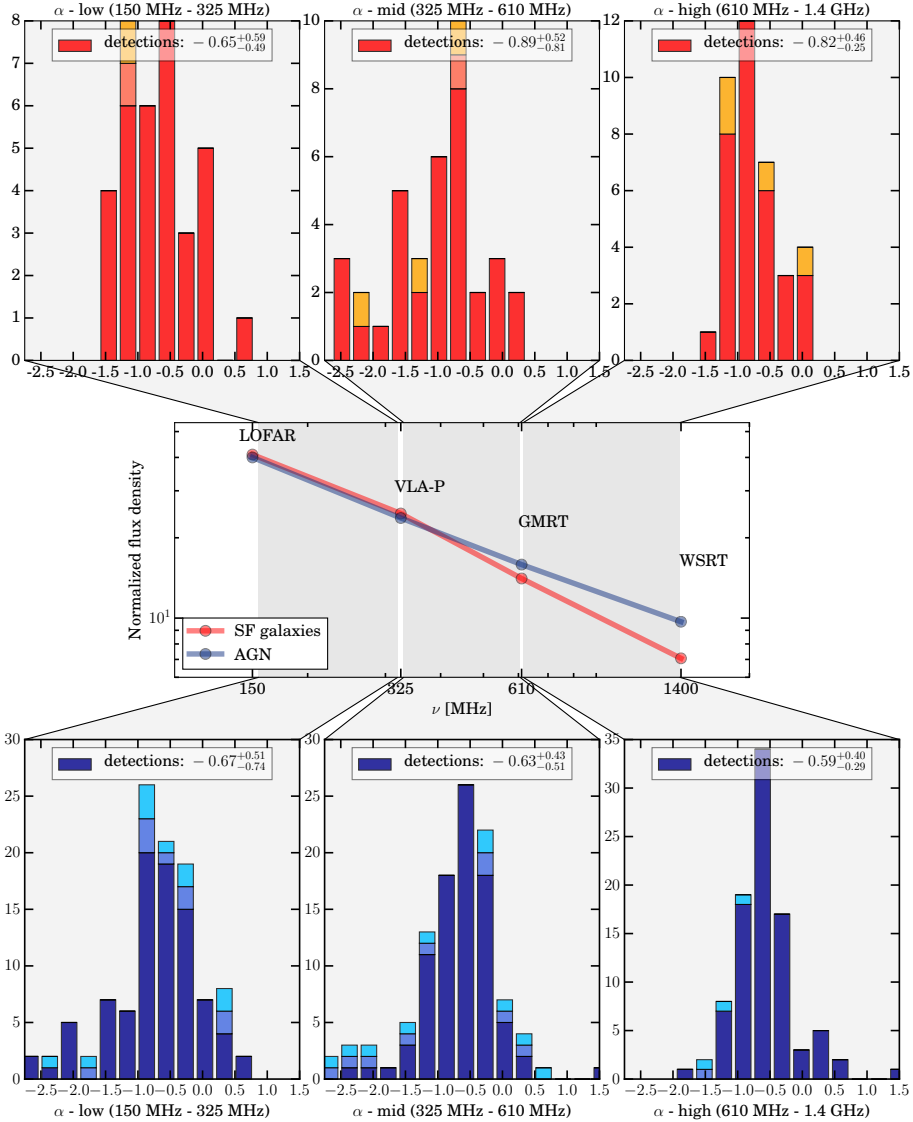 α - low (150 MHz - 325 MHz)
α - mid (325 MHz - 610 MHz)
α - high (610 MHz - 1.4 GHz)
detections: −0.65 +0.59 −0.49
detections: −0.89 +0.52 −0.81
detections: −0.82 +0.46 −0.25
8
7
6
5
4
3
2
1
0
10
8
6
4
2
0
12
10
8
6
4
2
0
-2.5 -2.0 -1.5 -1.0 -0.5 0.0 0.5 1.0 1.5
-2.5 -2.0 -1.5 -1.0 -0.5 0.0 0.5 1.0 1.5
-2.5 -2.0 -1.5 -1.0 -0.5 0.0 0.5 1.0 1.5
LOFAR
VLA-P
GMRT
WSRT
Normalized flux density
10¹
SF galaxies
AGN
150 325 610 1400
ν [MHz]
detections: −0.67 +0.51 −0.74
detections: −0.63 +0.43 −0.51
detections: −0.59 +0.40 −0.29
30
25
20
15
10
5
0
30
25
20
15
10
5
0
35
30
25
20
15
10
5
0
−2.5 −2.0 −1.5 −1.0 −0.5 0.0 0.5 1.0 1.5
−2.5 −2.0 −1.5 −1.0 −0.5 0.0 0.5 1.0 1.5
−2.5 −2.0 −1.5 −1.0 −0.5 0.0 0.5 1.0 1.5
α - low (150 MHz - 325 MHz)
α - mid (325 MHz - 610 MHz)
α - high (610 MHz - 1.4 GHz)